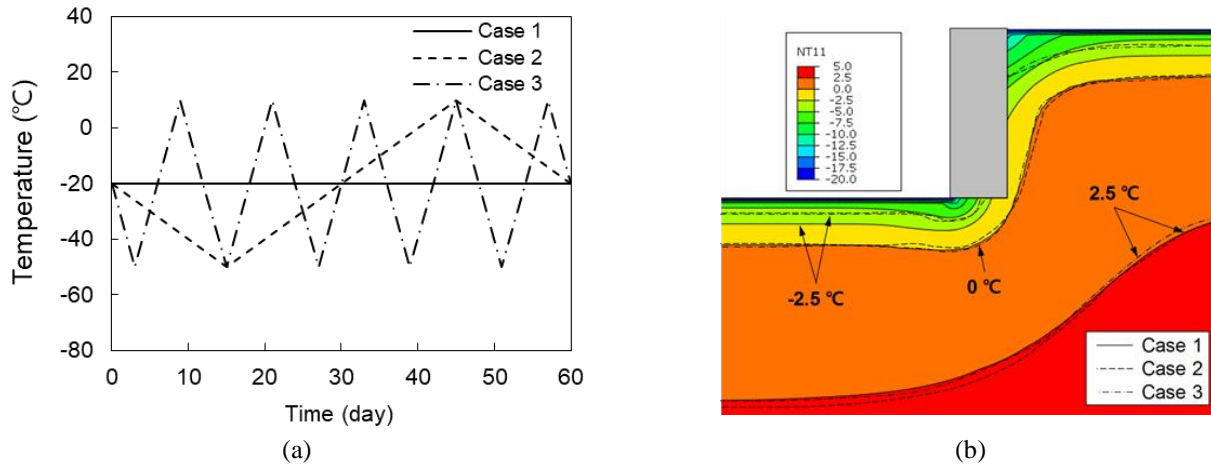 Temperature (℃)
40
20
0
-20
-40
-60
-80
0
10
20
30
40
50
60
Time (day)
Case 1
Case 2
Case 3
(a)
NT11
5.0
2.5
0.0
-2.5
-5.0
-7.5
-10.0
-12.5
-15.0
-17.5
-20.0
2.5 ℃
-2.5 ℃
0 ℃
Case 1
Case 2
Case 3
(b)